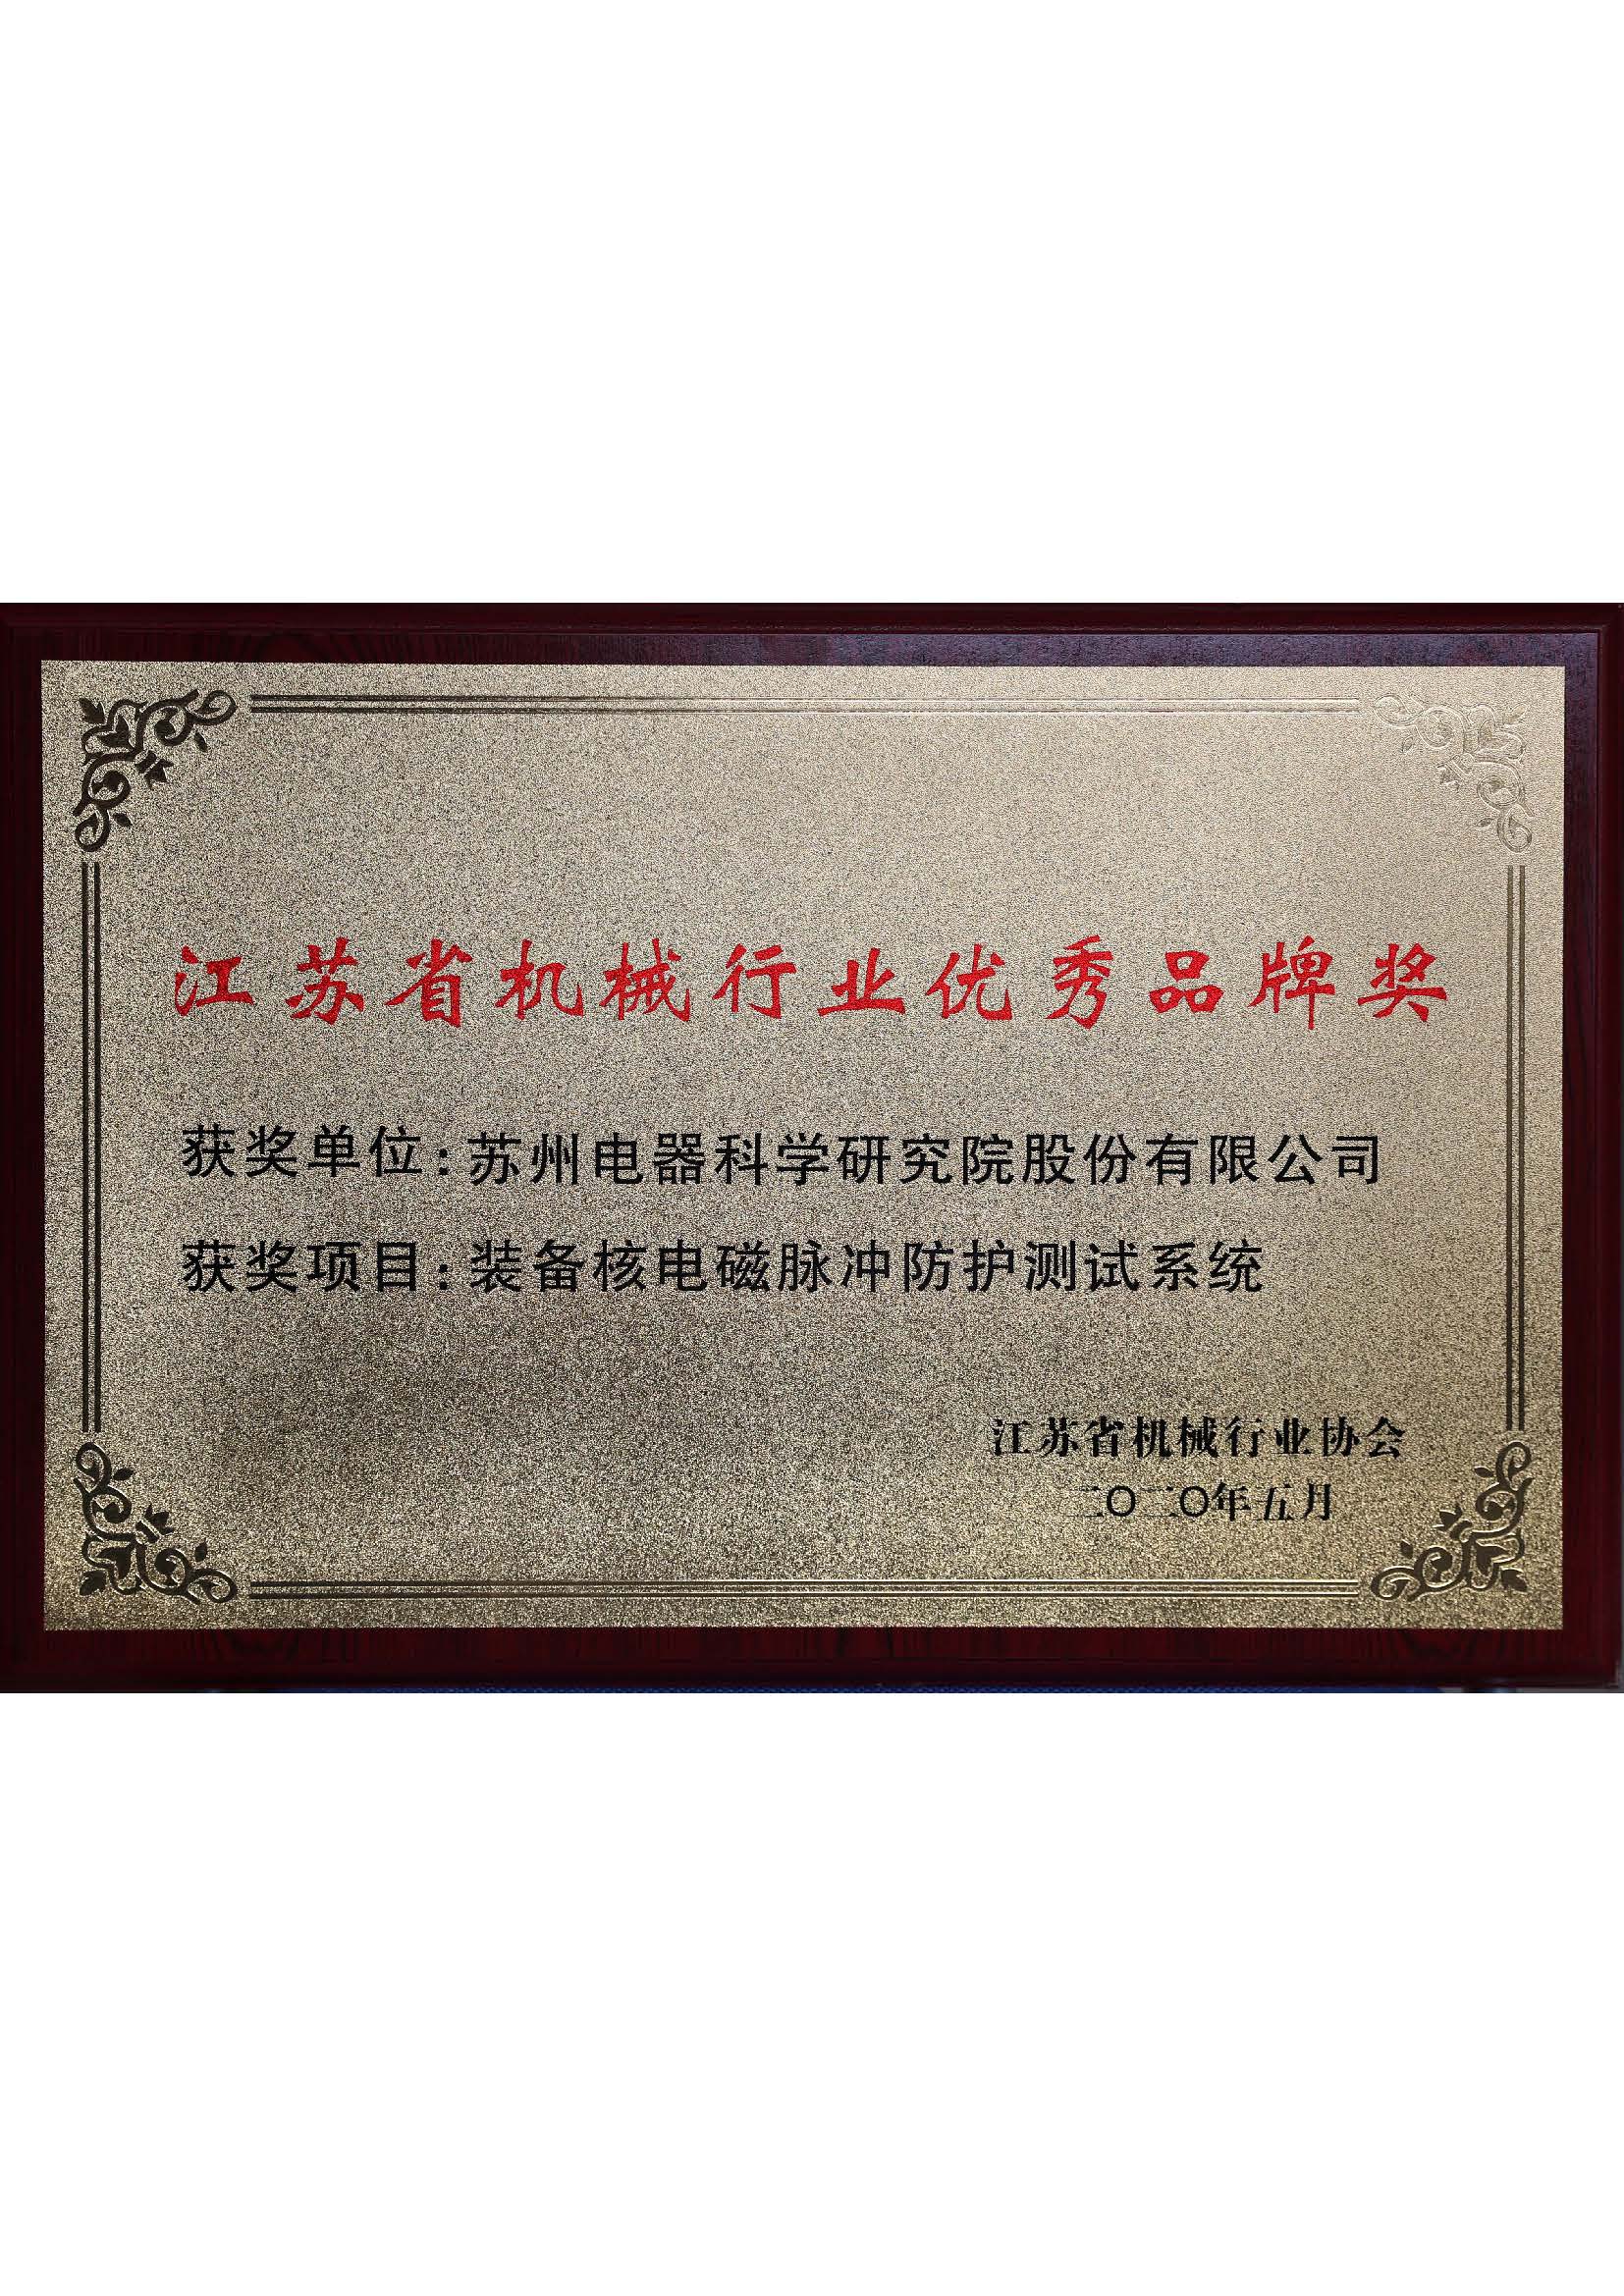 江苏省机械行业优秀品牌奖
获奖单位:苏州电器科学研究院股份有限公司
获奖项目:装备核电磁脉冲防护测试系统
江苏省机械行业协会
二〇二〇年五月